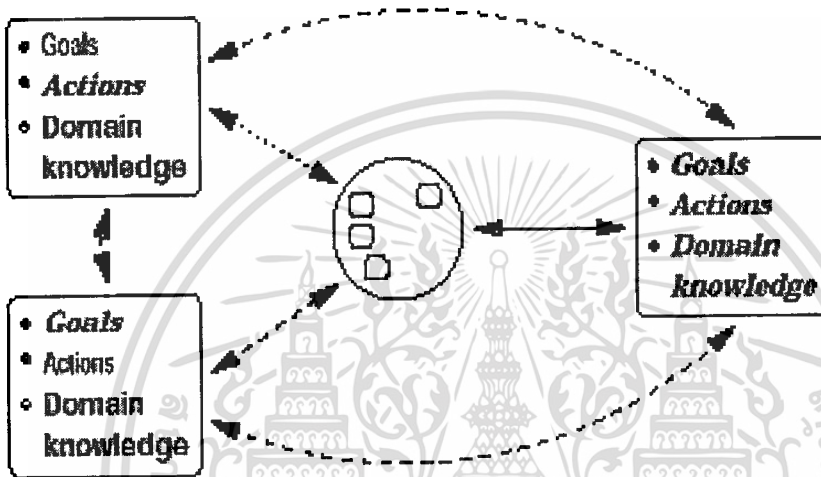 • Goals
• Actions
• Domain
knowledge
• Goals
• Actions
• Domain
knowledge
• Goals
• Actions
• Domain
knowledge